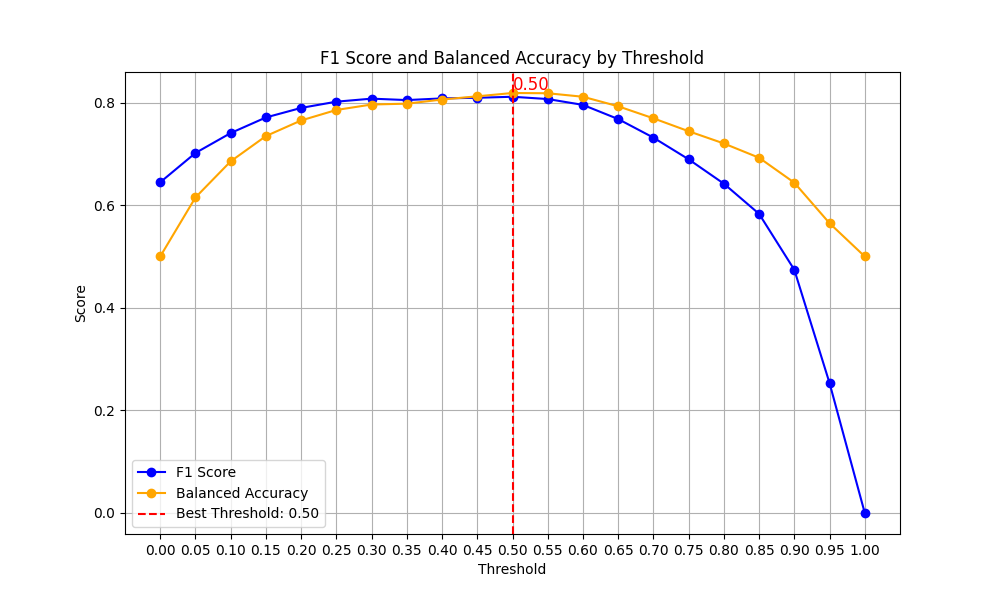 F1 Score and Balanced Accuracy by Threshold
0.50
0.8
0.6
0.4
0.2
0.0
Score
F1 Score
Balanced Accuracy
Best Threshold: 0.50
0.00 0.05 0.10 0.15 0.20 0.25 0.30 0.35 0.40 0.45 0.50 0.55 0.60 0.65 0.70 0.75 0.80 0.85 0.90 0.95 1.00
Threshold